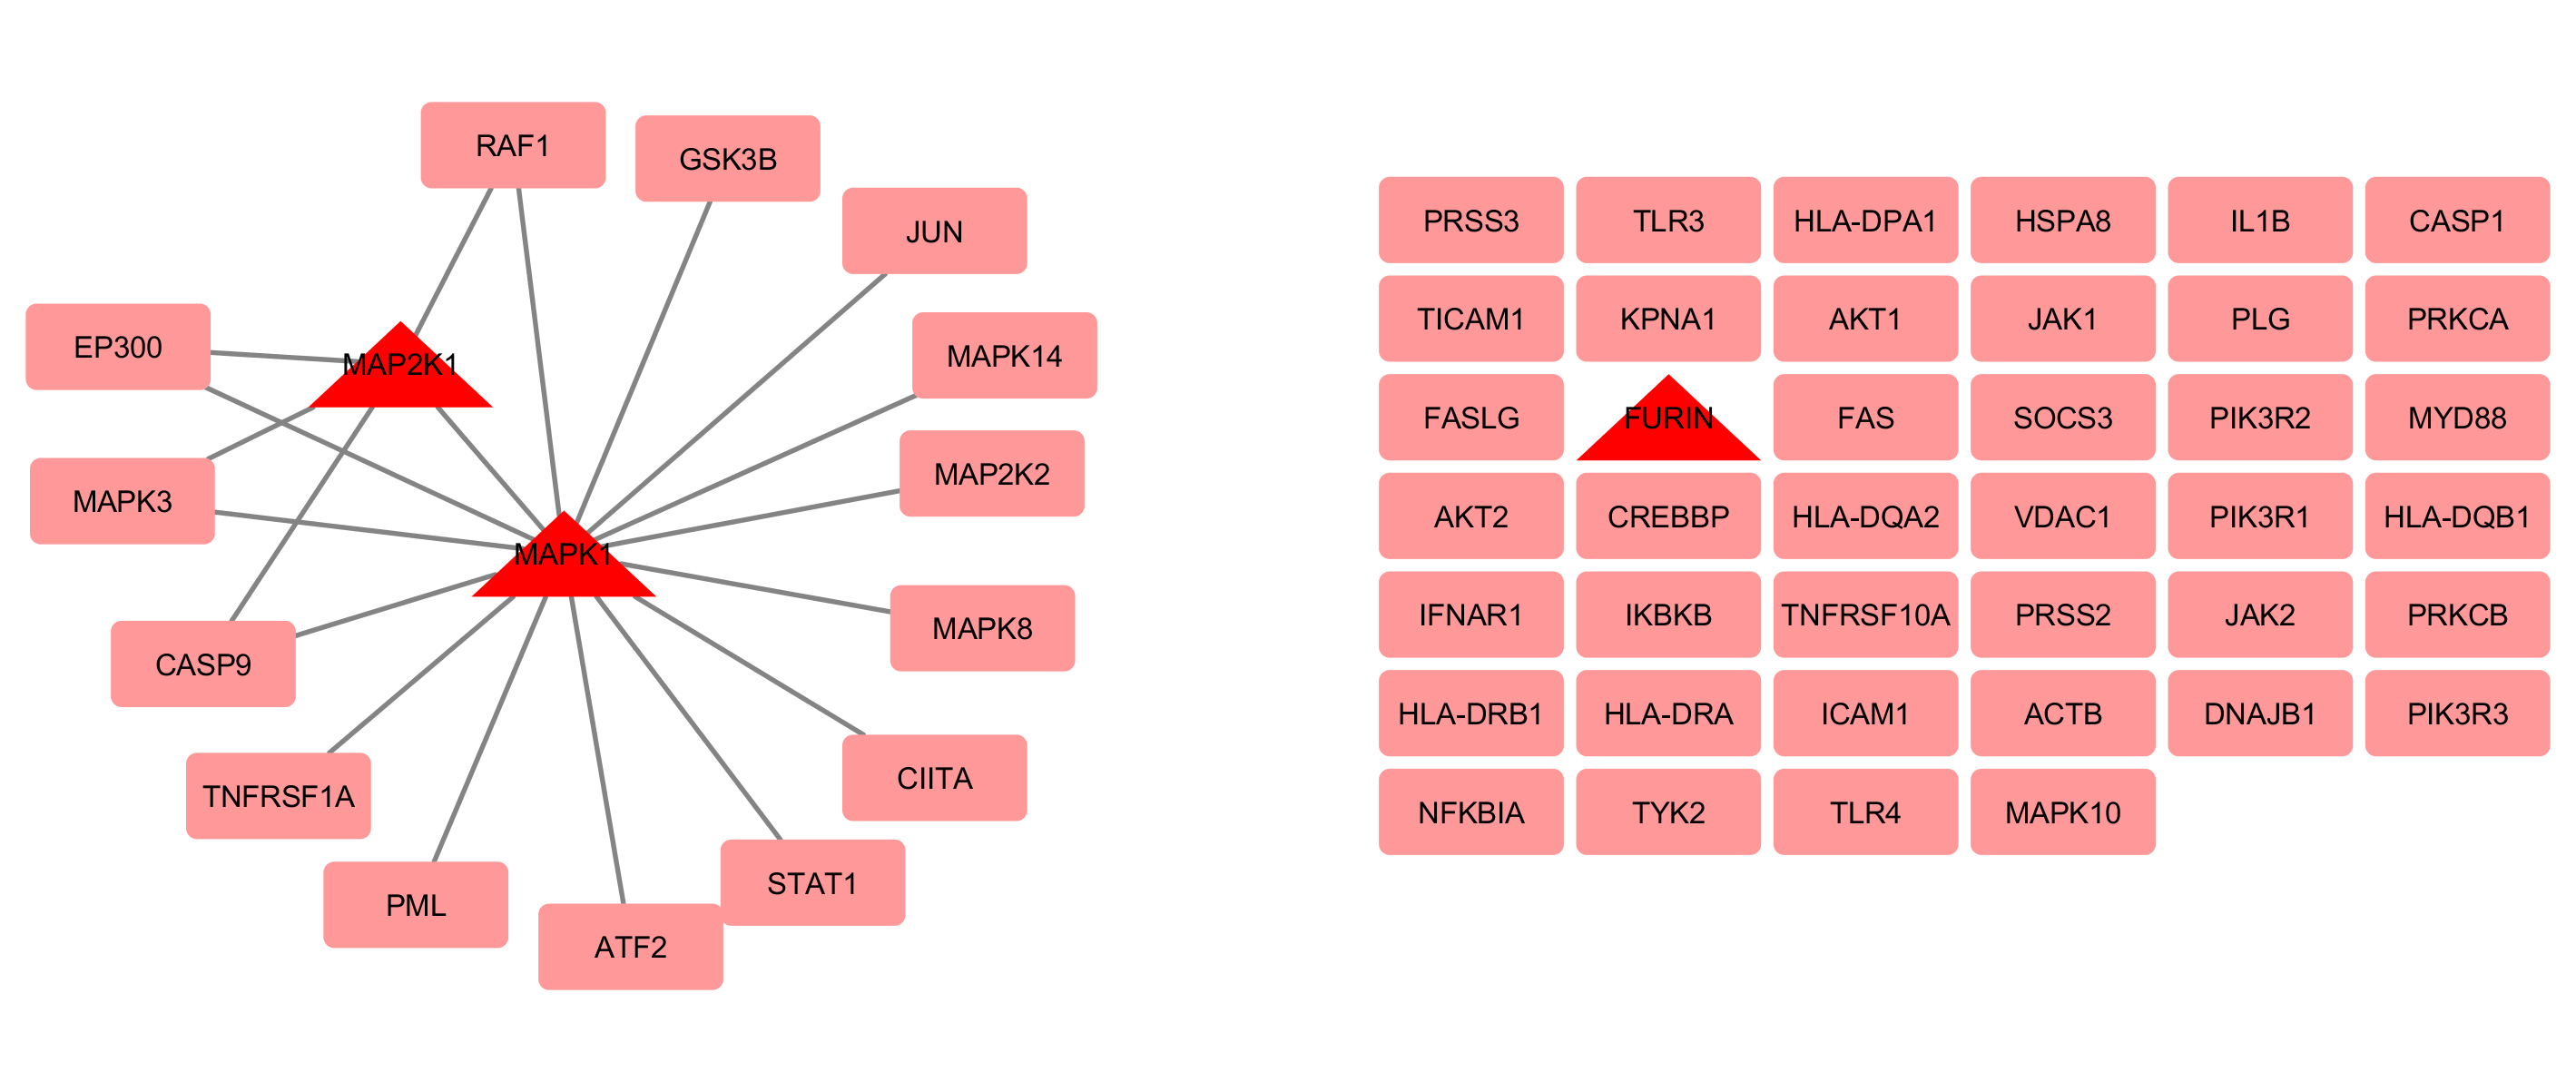 RAF1
GSK3B
JUN
EP300
MAP2K1
MAPK14
MAP2K2
MAPK3
MAPK1
MAPK8
CASP9
CIITA
TNFRSF1A
STAT1
PML
ATF2
PRSS3 TLR3 HLA-DPA1 HSPA8 IL1B CASP1
TICAM1 KPNA1 AKT1 JAK1 PLG PRKCA
FASLG FURIN FAS SOCS3 PIK3R2 MYD88
AKT2 CREBBP HLA-DQA2 VDAC1 PIK3R1 HLA-DQB1
IFNAR1 IKBKB TNFRSF10A PRSS2 JAK2 PRKCB
HLA-DRB1 HLA-DRA ICAM1 ACTB DNAJB1 PIK3R3
NFKBIA TYK2 TLR4 MAPK10